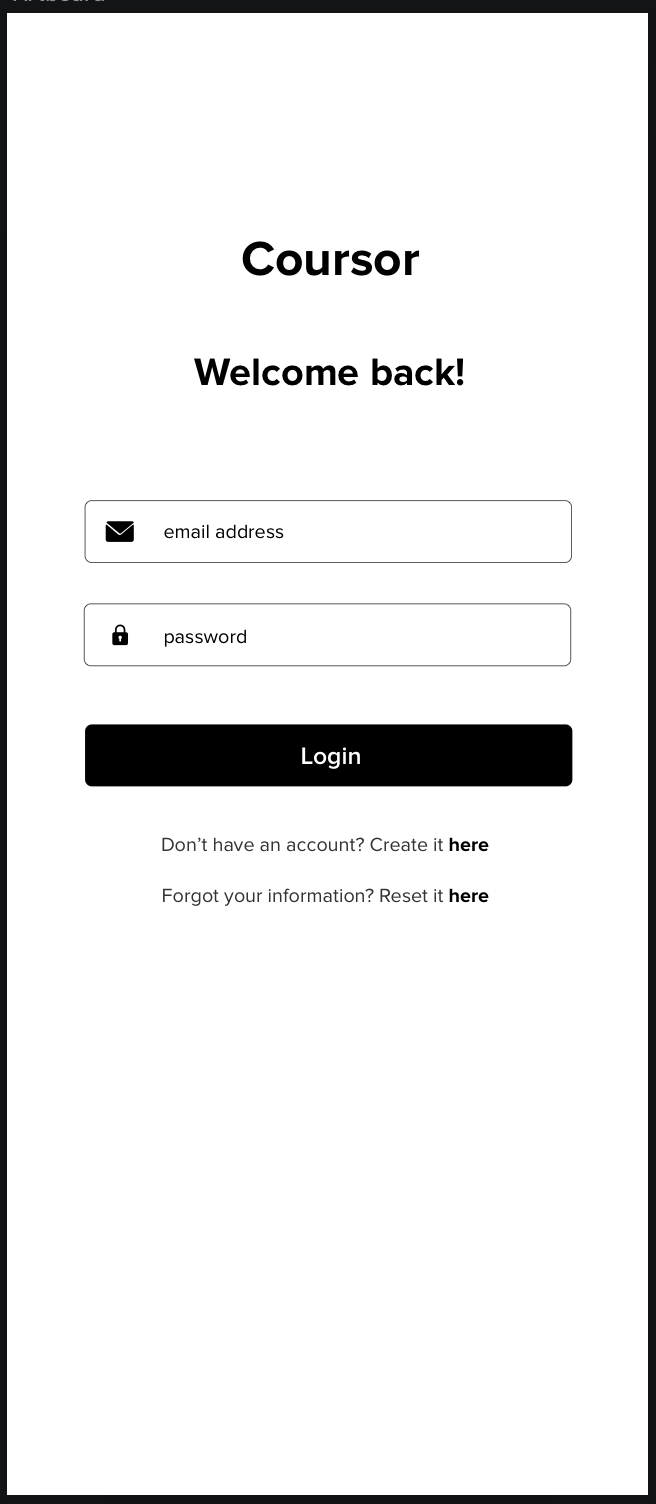 Coursor
Welcome back!
email address
password
Login
Don’t have an account? Create it here
Forgot your information? Reset it here